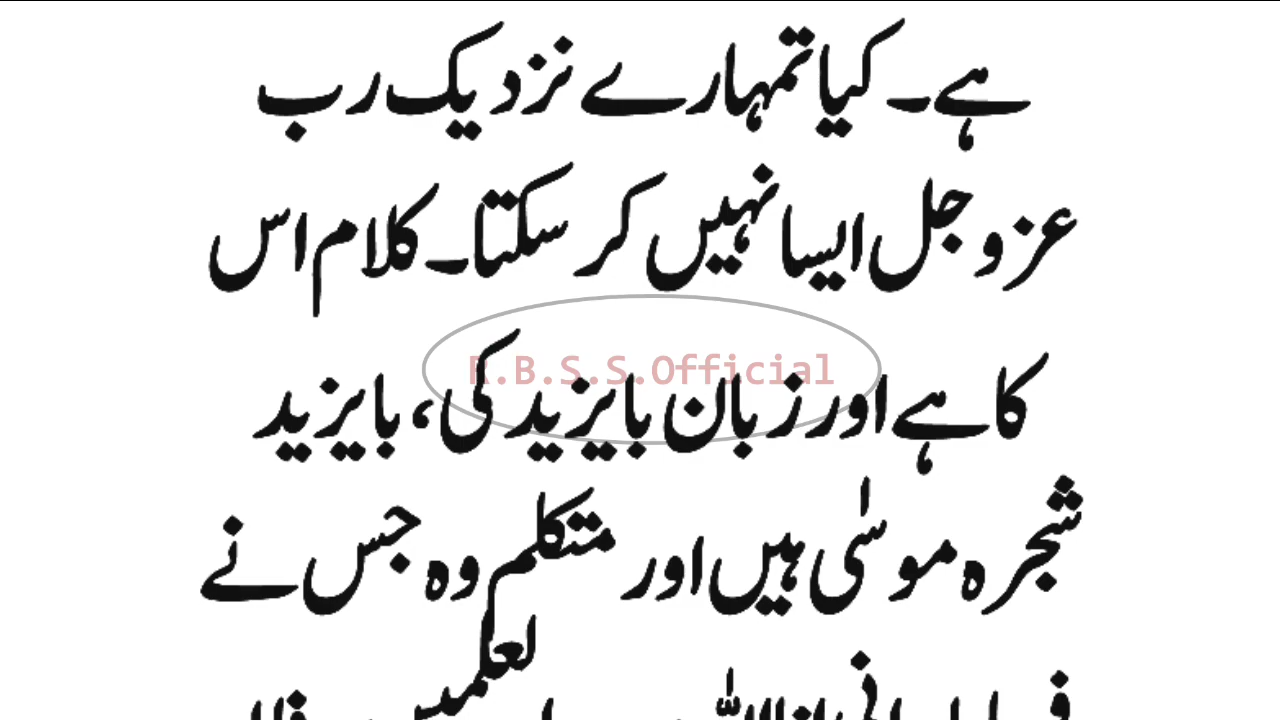 ہے۔ کیا تمہارے نزدیک رب
عزوجل ایسا نہیں کر سکتا۔ کلام اس
R.B.S.S.Official
کا ہے اور زبان بایزید کی، بایزید
شجرہ موسٰی ہیں اور متکلم وہ جس نے